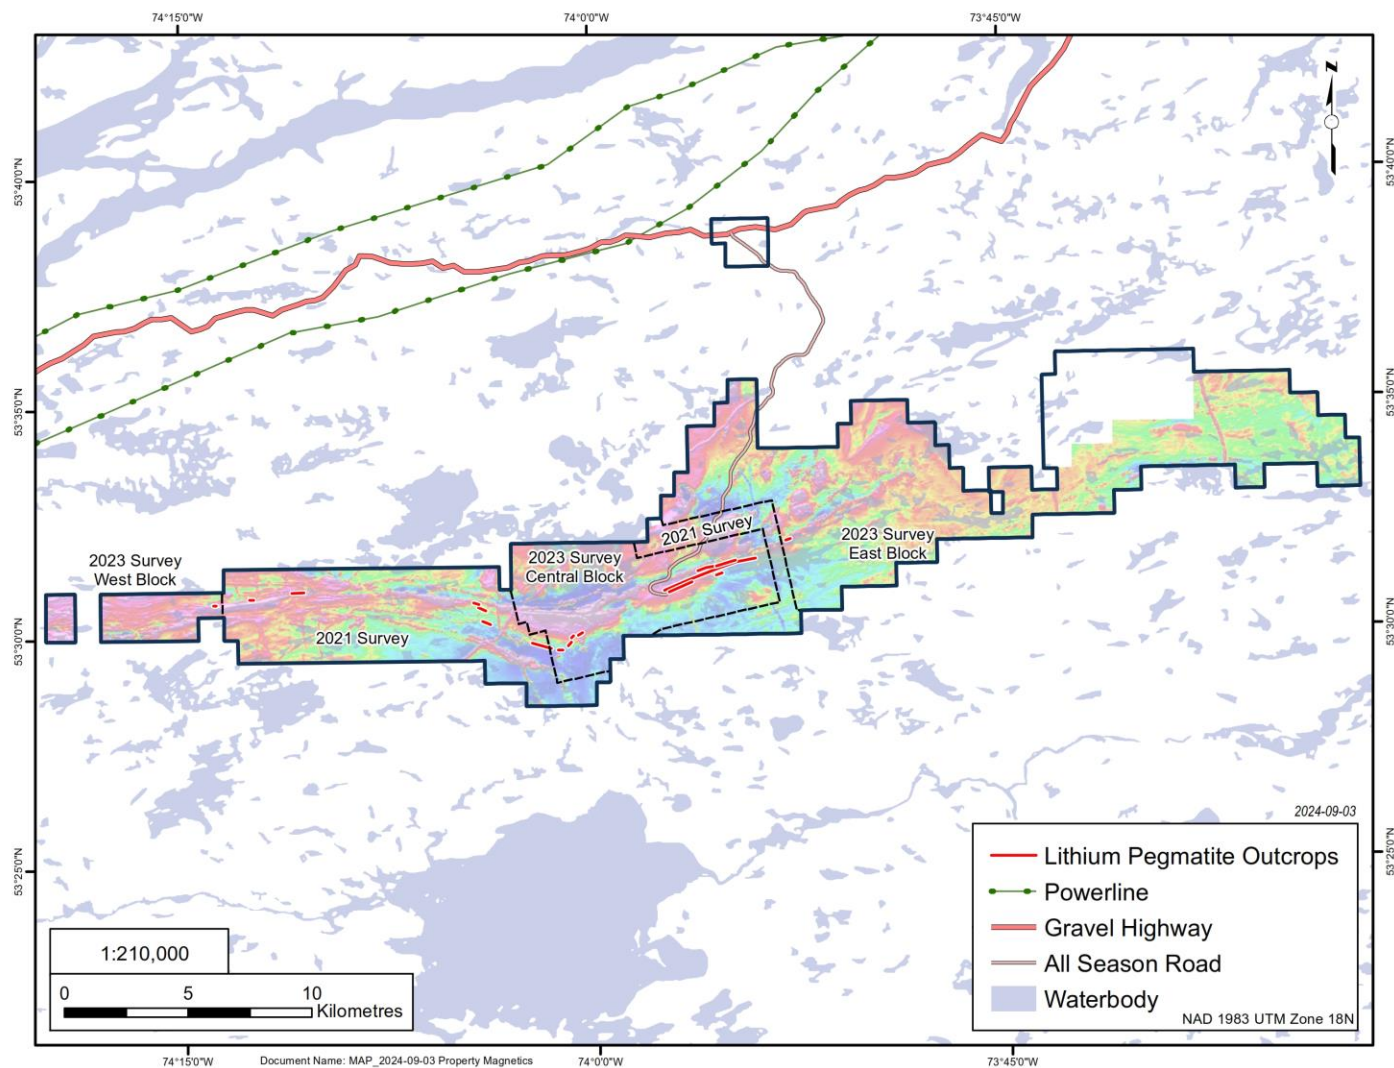 74°15'0"W
74°0'0"W
73°45'0"W
N
53°40'0"N
53°40'0"N
53°35'0"N
53°35'0"N
2021 Survey
2023 Survey
East Block
2023 Survey
Central Block
2023 Survey
West Block
2021 Survey
53°30'0"N
53°30'0"N
2024-09-03
53°25'0"N
53°25'0"N
Lithium Pegmatite Outcrops
Powerline
Gravel Highway
All Season Road
Waterbody
NAD 1983 UTM Zone 18N
1:210,000
0 5 10
Kilometres
74°15'0"W
Document Name: MAP_2024-09-03 Property Magnetics
74°0'0"W
73°45'0"W